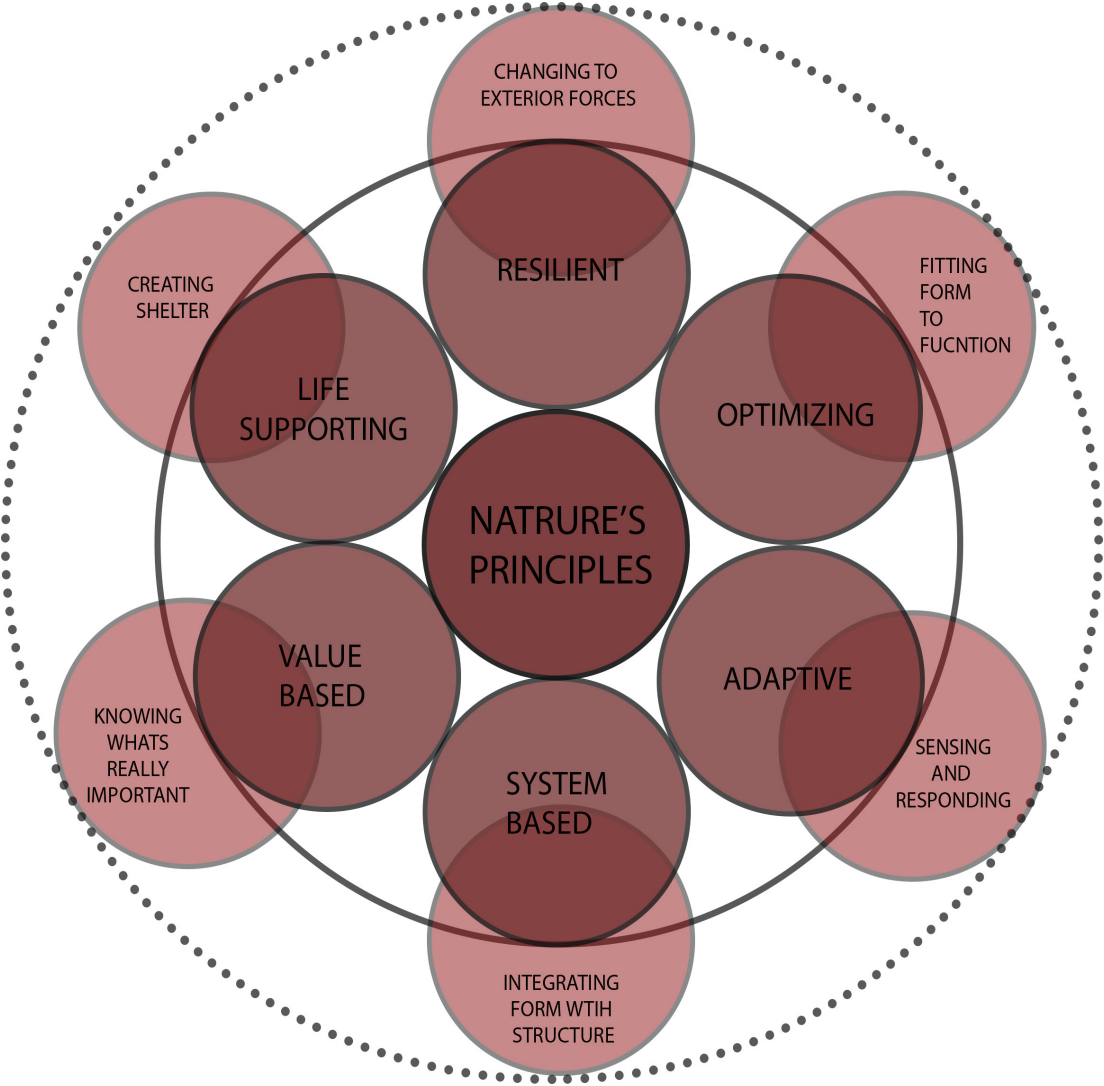 CHANGING TO
EXTERIOR FORCES
RESILIENT
CREATING
SHELTER
LIFE
SUPPORTING
FITTING
FORM
TO
FUCNTION
OPTIMIZING
NATRURE'S
PRINCIPLES
VALUE
BASED
KNOWING
WHATS
REALLY
IMPORTANT
ADAPTIVE
SENSING
AND
RESPONDING
SYSTEM
BASED
INTEGRATING
FORM WTIH
STRUCTURE